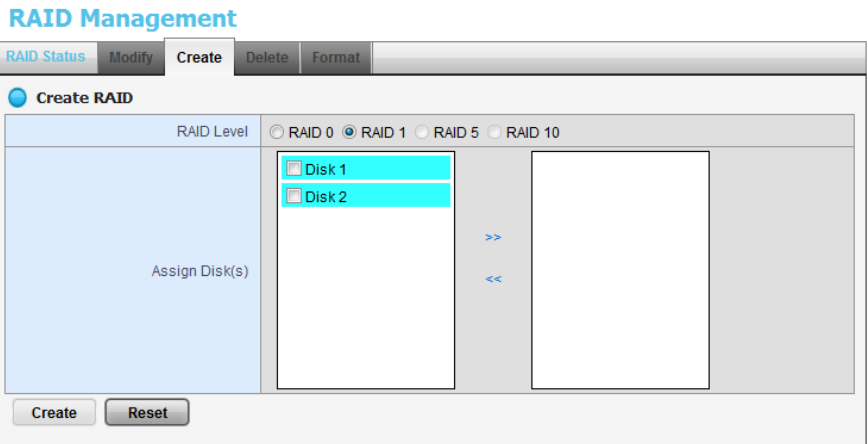 RAID Management
RAID Status Modify Create Delete Format
Create RAID
RAID Level RAID 0 RAID 1 RAID 5 RAID 10
Disk 1
Disk 2
>>
Assign Disk(s)
<<
Create Reset